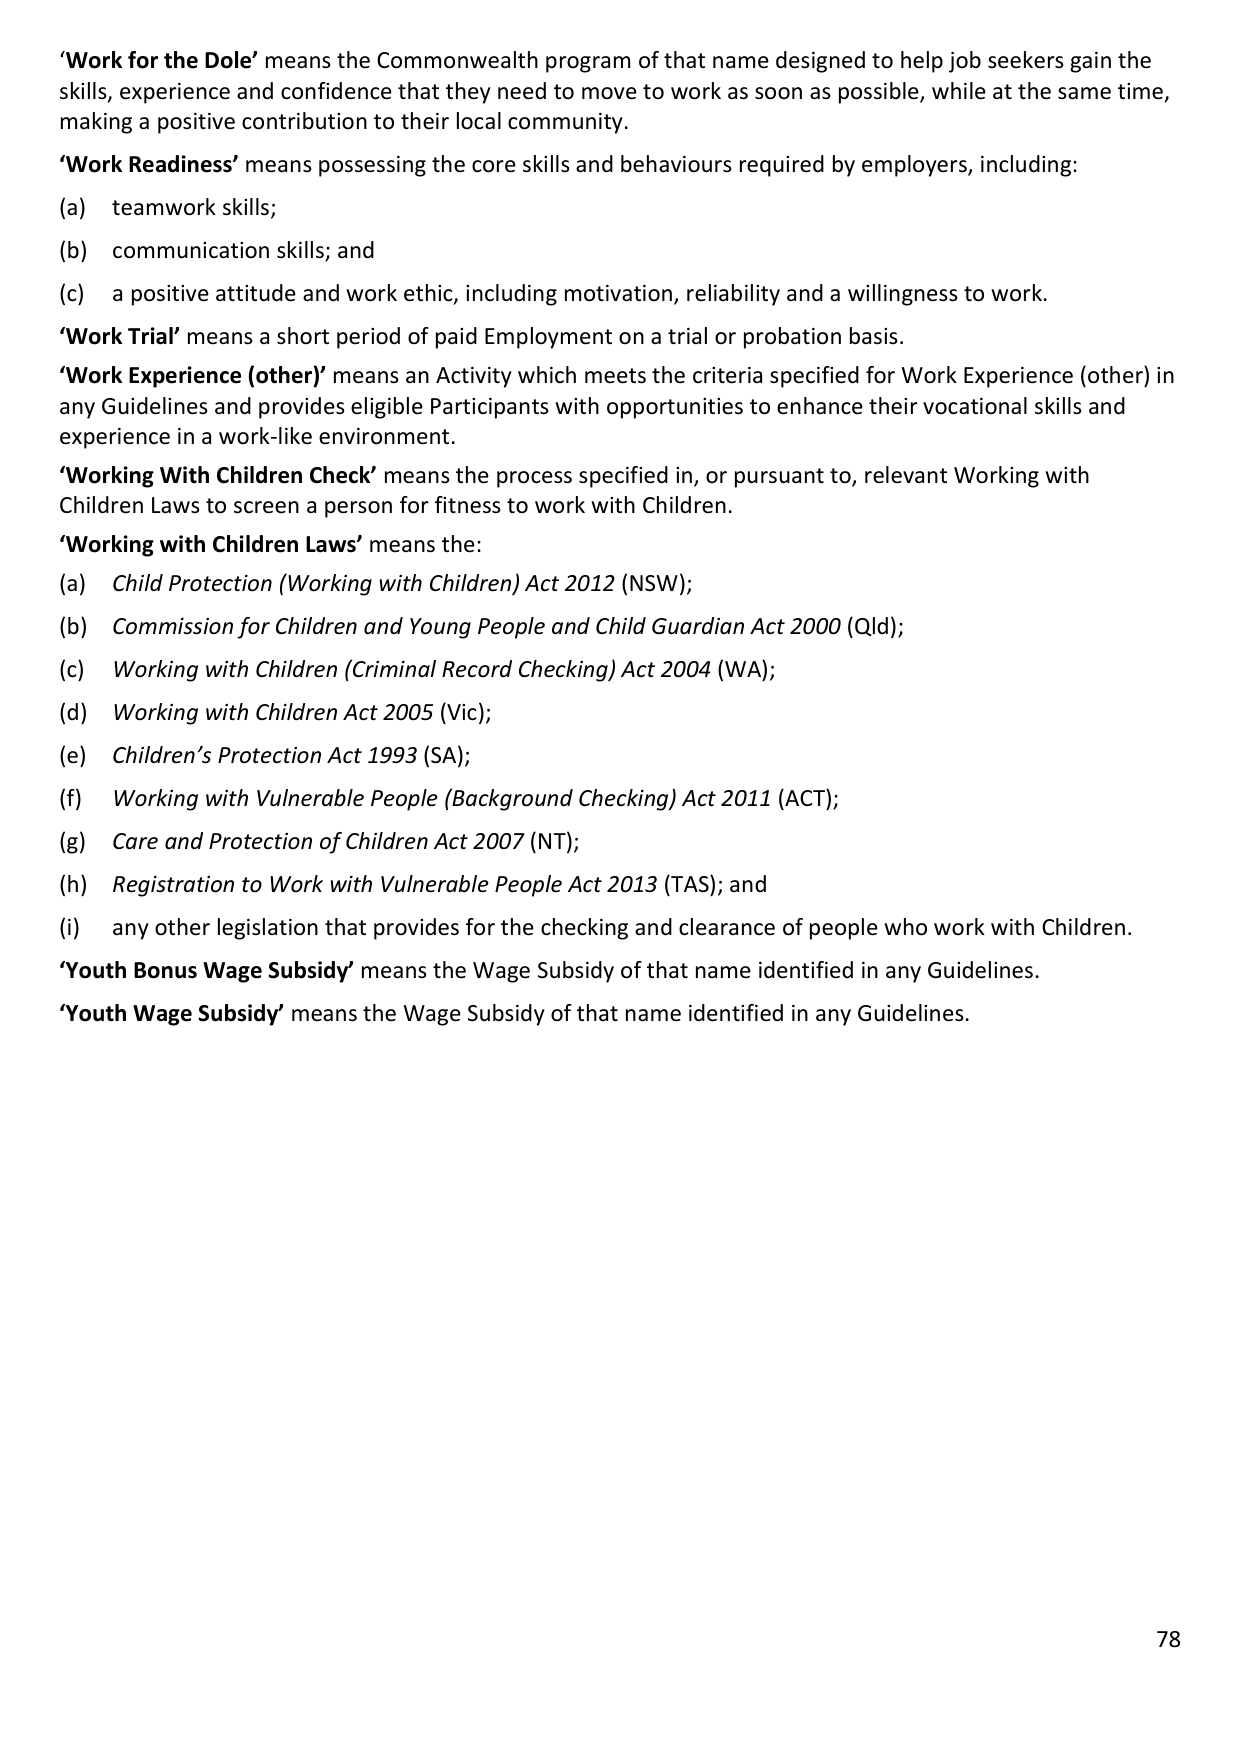 ‘Work for the Dole’ means the Commonwealth program of that name designed to help job seekers gain the
skills, experience and confidence that they need to move to work as soon as possible, while at the same time,
making a positive contribution to their local community.
‘Work Readiness’ means possessing the core skills and behaviours required by employers, including:
(a) teamwork skills;
(b) communication skills; and
(c) a positive attitude and work ethic, including motivation, reliability and a willingness to work.
‘Work Trial’ means a short period of paid Employment on a trial or probation basis.
‘Work Experience (other)’ means an Activity which meets the criteria specified for Work Experience (other) in
any Guidelines and provides eligible Participants with opportunities to enhance their vocational skills and
experience in a work-like environment.
‘Working With Children Check’ means the process specified in, or pursuant to, relevant Working with
Children Laws to screen a person for fitness to work with Children.
‘Working with Children Laws’ means the:
(a) Child Protection (Working with Children) Act 2012 (NSW);
(b) Commission for Children and Young People and Child Guardian Act 2000 (Qld);
(c) Working with Children (Criminal Record Checking) Act 2004 (WA);
(d) Working with Children Act 2005 (Vic);
(e) Children’s Protection Act 1993 (SA);
(f) Working with Vulnerable People (Background Checking) Act 2011 (ACT);
(g) Care and Protection of Children Act 2007 (NT);
(h) Registration to Work with Vulnerable People Act 2013 (TAS); and
(i) any other legislation that provides for the checking and clearance of people who work with Children.
‘Youth Bonus Wage Subsidy’ means the Wage Subsidy of that name identified in any Guidelines.
‘Youth Wage Subsidy’ means the Wage Subsidy of that name identified in any Guidelines.
78